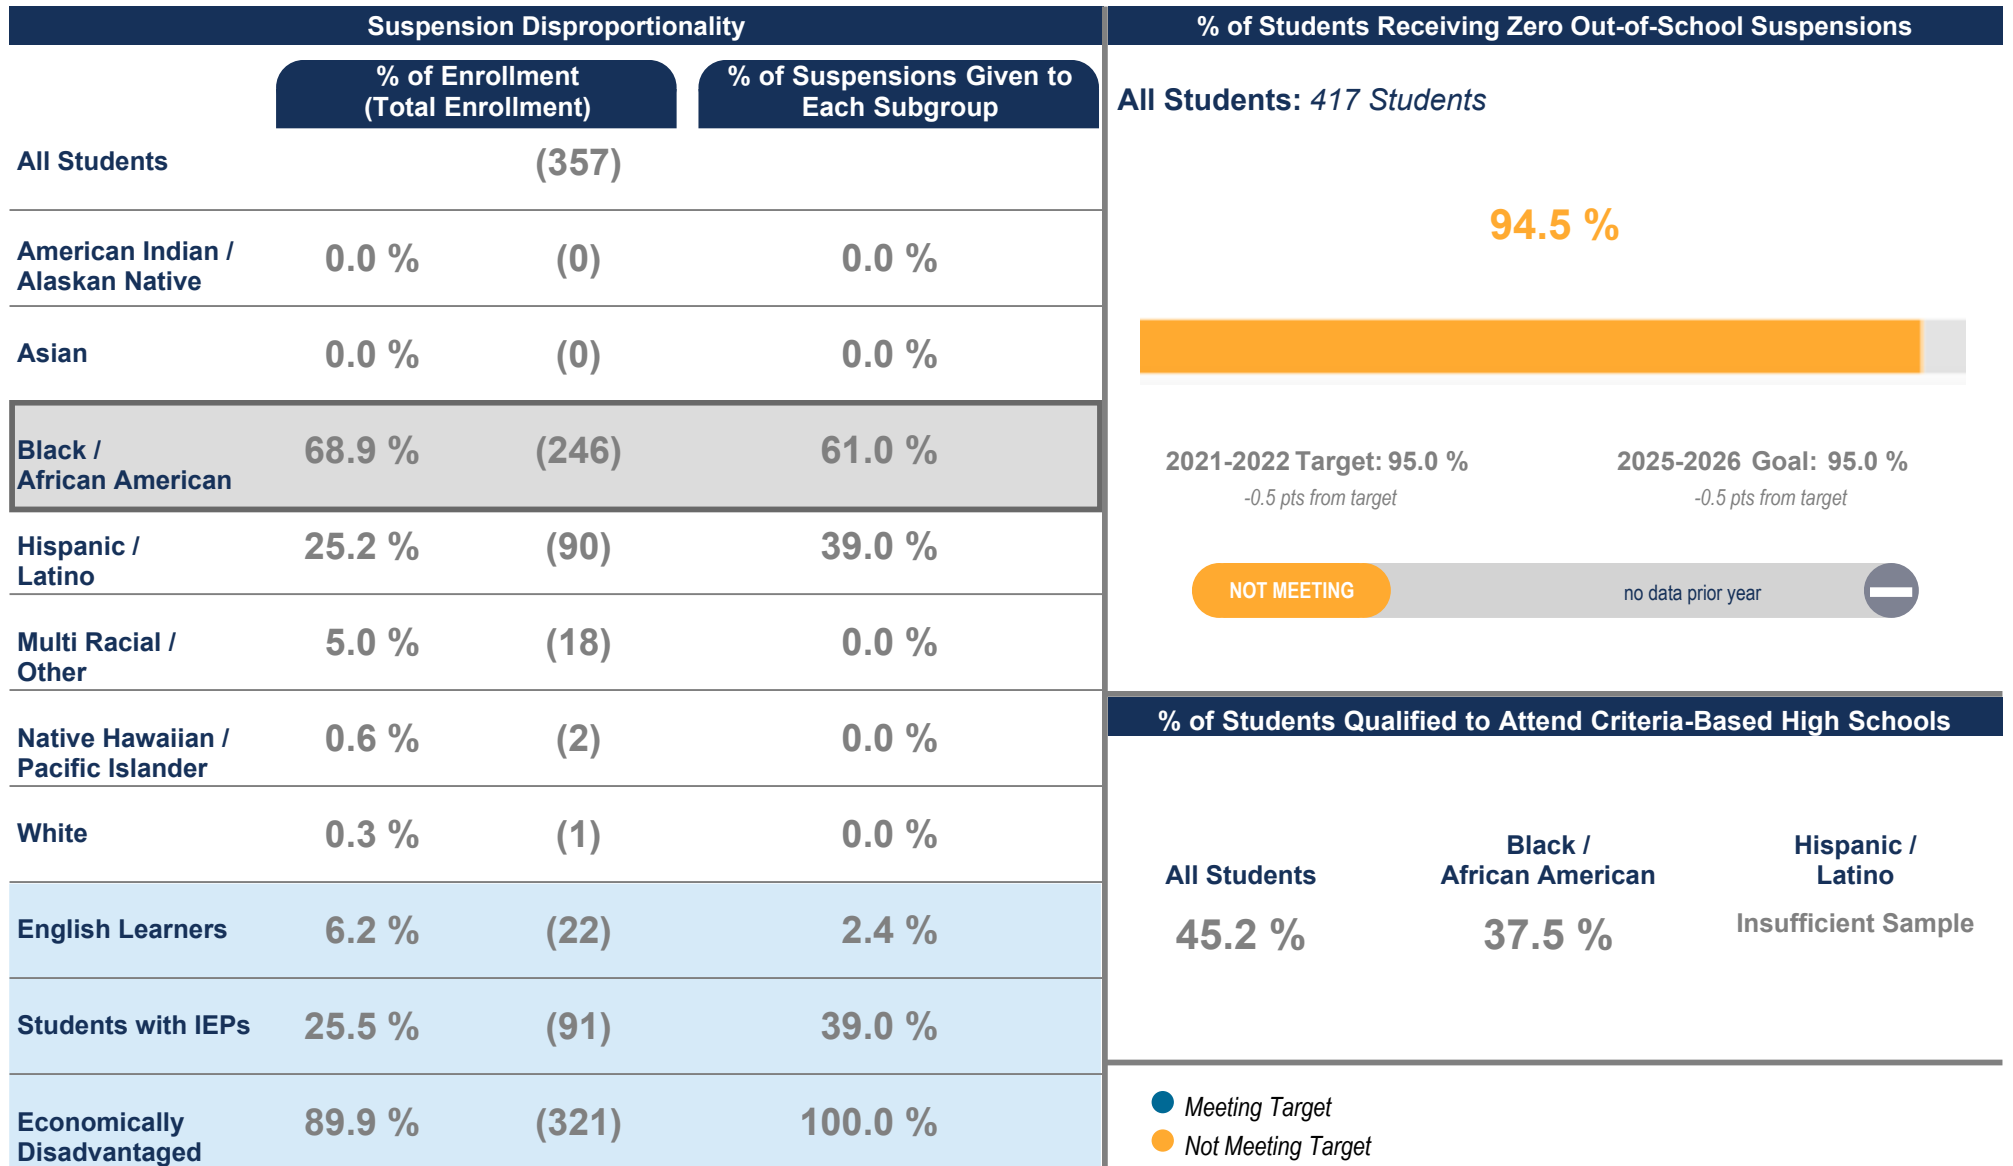 Suspension Disproportionality
% of Enrollment
(Total Enrollment)
% of Suspensions Given to
Each Subgroup
All Students (357)
American Indian /
Alaskan Native
0.0 % (0) 0.0 %
Asian 0.0 % (0) 0.0 %
Black /
African American
68.9 % (246) 61.0 %
Hispanic /
Latino
25.2 % (90) 39.0 %
Multi Racial /
Other
5.0 % (18) 0.0 %
Native Hawaiian /
Pacific Islander
0.6 % (2) 0.0 %
White 0.3 % (1) 0.0 %
English Learners 6.2 % (22) 2.4 %
Students with IEPs 25.5 % (91) 39.0 %
Economically
Disadvantaged
89.9 % (321) 100.0 %
% of Students Receiving Zero Out-of-School Suspensions
All Students: 417 Students
94.5 %
2021-2022 Target: 95.0 %
-0.5 pts from target
2025-2026 Goal: 95.0 %
-0.5 pts from target
NOT MEETING
no data prior year
% of Students Qualified to Attend Criteria-Based High Schools
All Students
45.2 %
Black /
African American
37.5 %
Hispanic /
Latino
Insufficient Sample
Meeting Target
Not Meeting Target